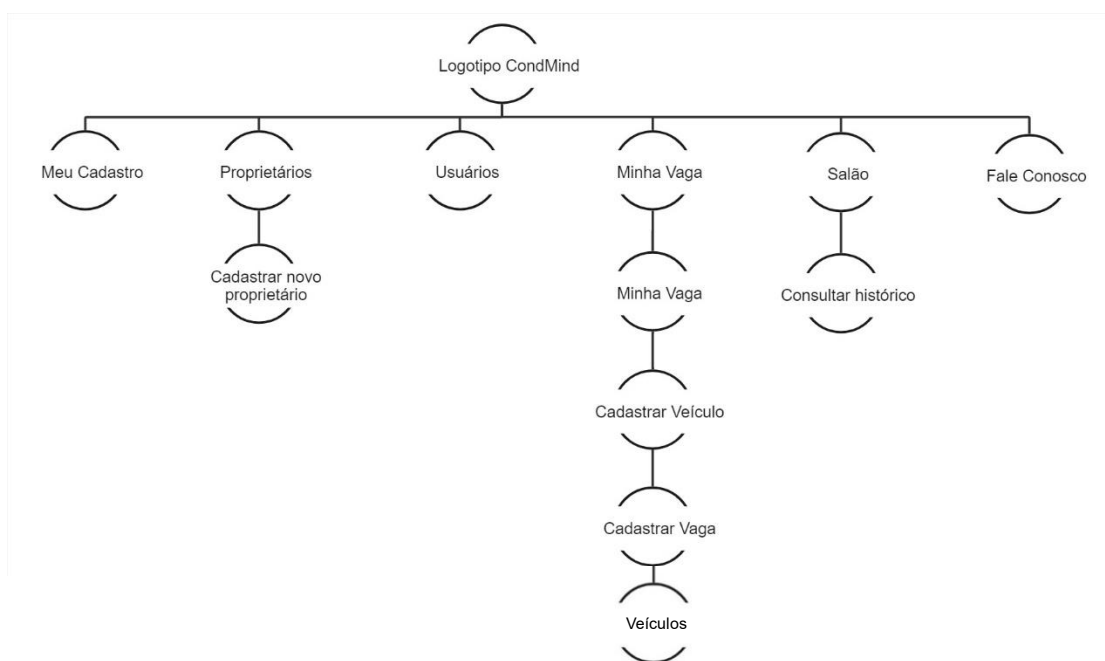 Logotipo CondMind
Meu Cadastro
Proprietários
Usuários
Minha Vaga
Salão
Fale Conosco
Cadastrar novo
proprietário
Minha Vaga
Consultar histórico
Cadastrar Veículo
Cadastrar Vaga
Veículos